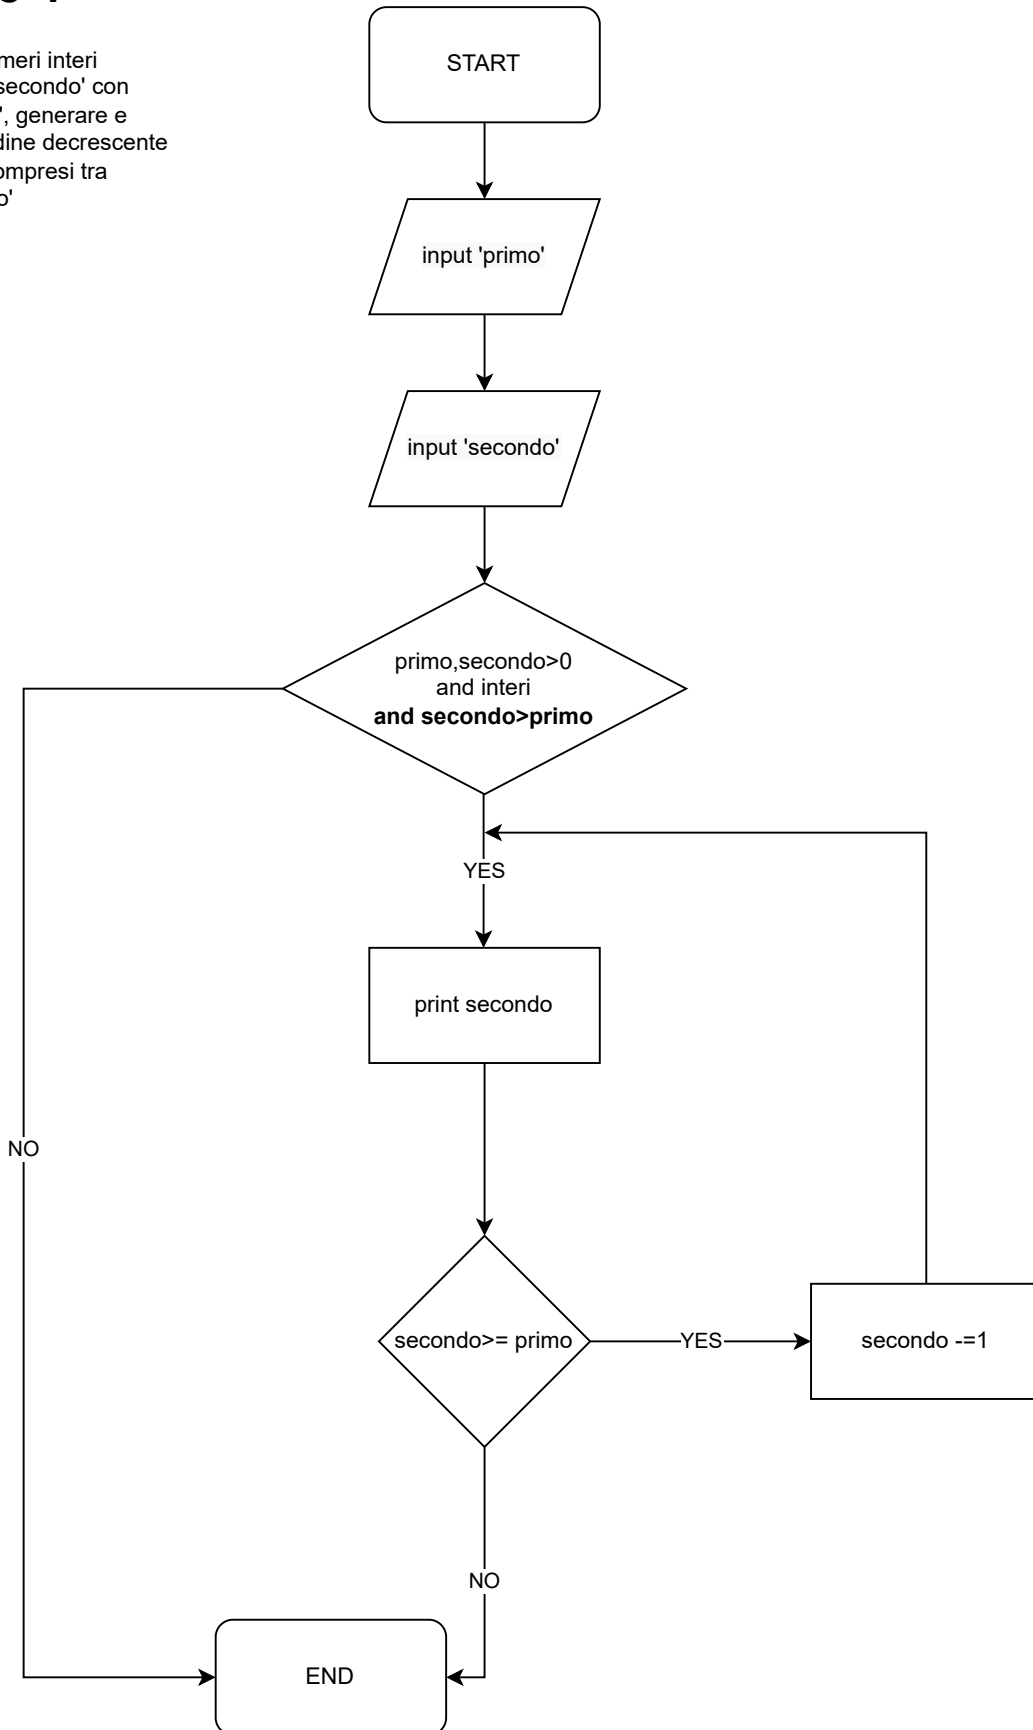 meri interi
secondo' con
', generare e
dine decrescente
ompresi tra
o'
START
input 'primo'
input 'secondo'
primo,secondo>0
and interi
and secondo>primo
YES
print secondo
NO
secondo>= primo
YES
secondo -=1
NO
END